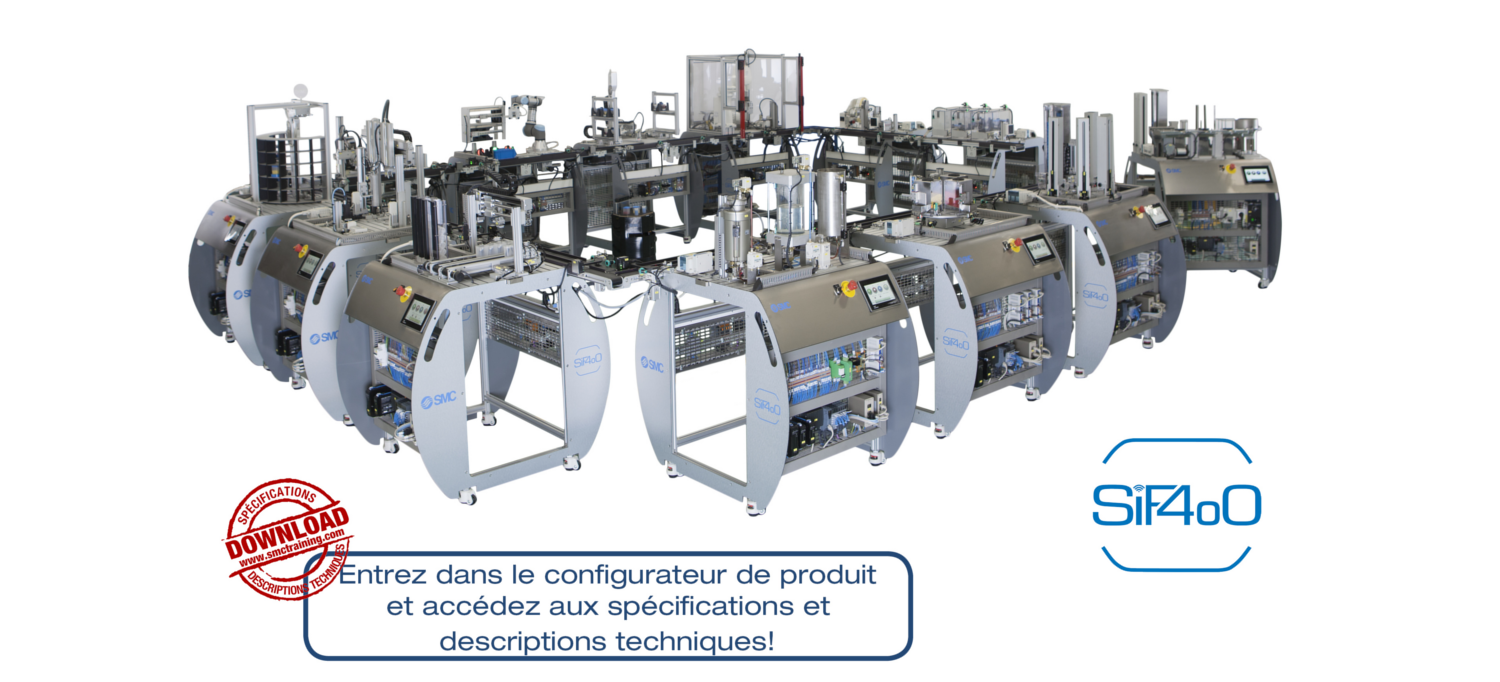 SMC
SMC
SMC
SiF4oO
SiF4oO
SiF4oO
SiF4oO
SMC
SPÉCIFICATIONS
DOWNLOAD
www.smctraining.com
DESCRIPTIONS TECHNIQUES
Entrez dans le configurateur de produit
et accédez aux spécifications et
descriptions techniques!
SiF4oO